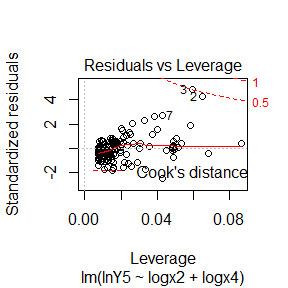 Residuals vs Leverage
Standardized residuals
4
2
0
-2
3
2
7
1
0.5
Cook's distance
0.00
0.04
0.08
Leverage
lm(lnY5 ~ logx2 + logx4)